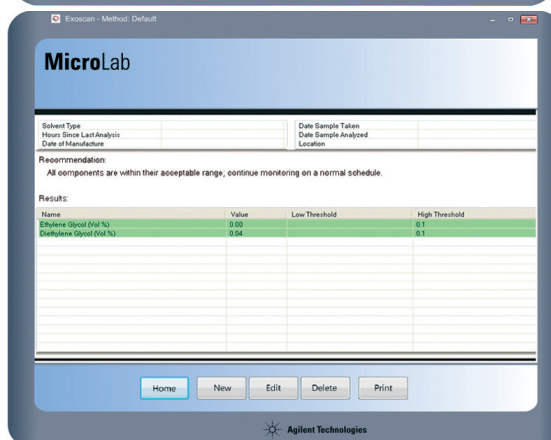 Exoscan - Method: Default
MicroLab
Solvent Type
Hours Since Last Analysis
Date of Manufacture
Date Sample Taken
Date Sample Analyzed
Location
Recommendation:
All components are within their acceptable range, continue monitoring on a normal schedule.
Results:
Name Value Low Threshold High Threshold
Ethylene Glycol (Vol %) 0.00 0.1
Diethylene Glycol (Vol %) 0.04 0.1
Home New Edit Delete Print
Agilent Technologies